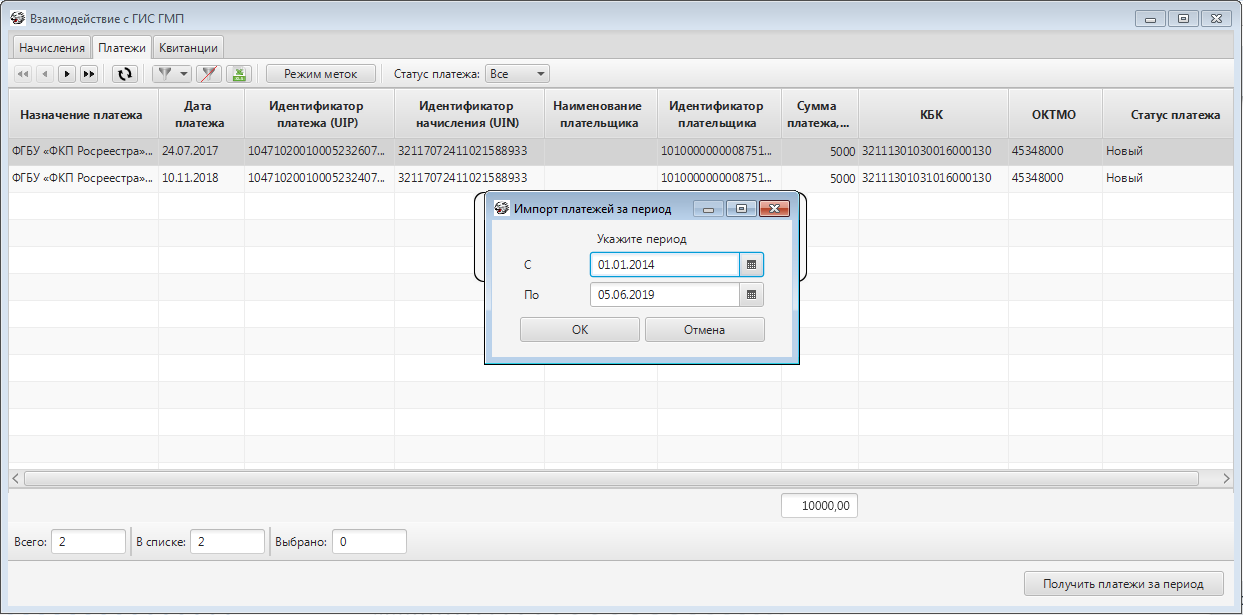 Взаимодействие с ГИС ГМП
Начисления Платежи Квитанции
Режим меток Статус платежа: Все
Назначение платежа Дата платежа Идентификатор платежа (UIP) Идентификатор начисления (UIN) Наименование плательщика Идентификатор плательщика Сумма платежа,... КБК ОКТМО Статус платежа
ФГБУ «ФКП Росреестра»... 24.07.2017 10471020010005232607... 32117072411021588933 1010000000008751... 5000 32111301030016000130 45348000 Новый
ФГБУ «ФКП Росреестра»... 10.11.2018 10471020010005232407... 32117072411021588933 1010000000008751... 5000 32111301031016000130 45348000 Новый
Импорт платежей за период
Укажите период
С 01.01.2014
По 05.06.2019
ОК Отмена
10000,00
Всего: 2 В списке: 2 Выбрано: 0
Получить платежи за период